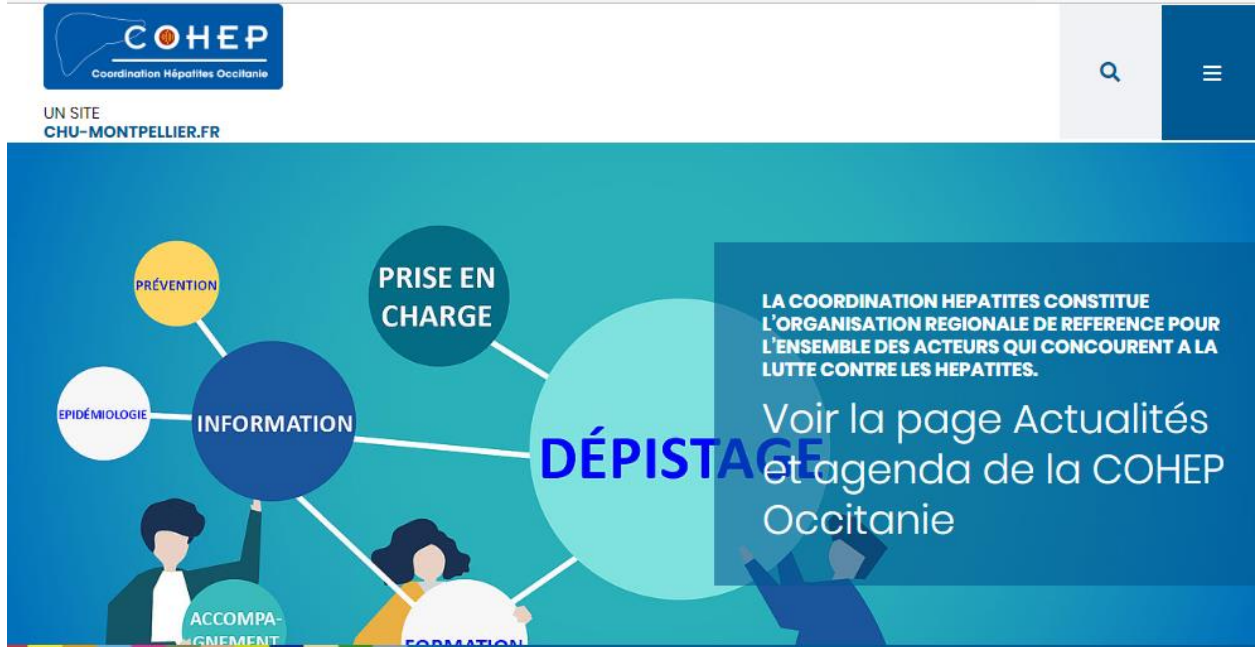 COHEP
Coordination Hépatites Occitanie
UN SITE
CHU-MONTPELLIER.FR
PRÉVENTION
PRISE EN
CHARGE
EPIDÉMIOLOGIE
INFORMATION
DÉPISTAGE
ACCOMPA-
GNEMENT
FORMATION
LA COORDINATION HEPATITES CONSTITUE
L'ORGANISATION REGIONALE DE REFERENCE POUR
L'ENSEMBLE DES ACTEURS QUI CONCOURENT A LA
LUTTE CONTRE LES HEPATITES.
Voir la page Actualités
et agenda de la COHEP
Occitanie